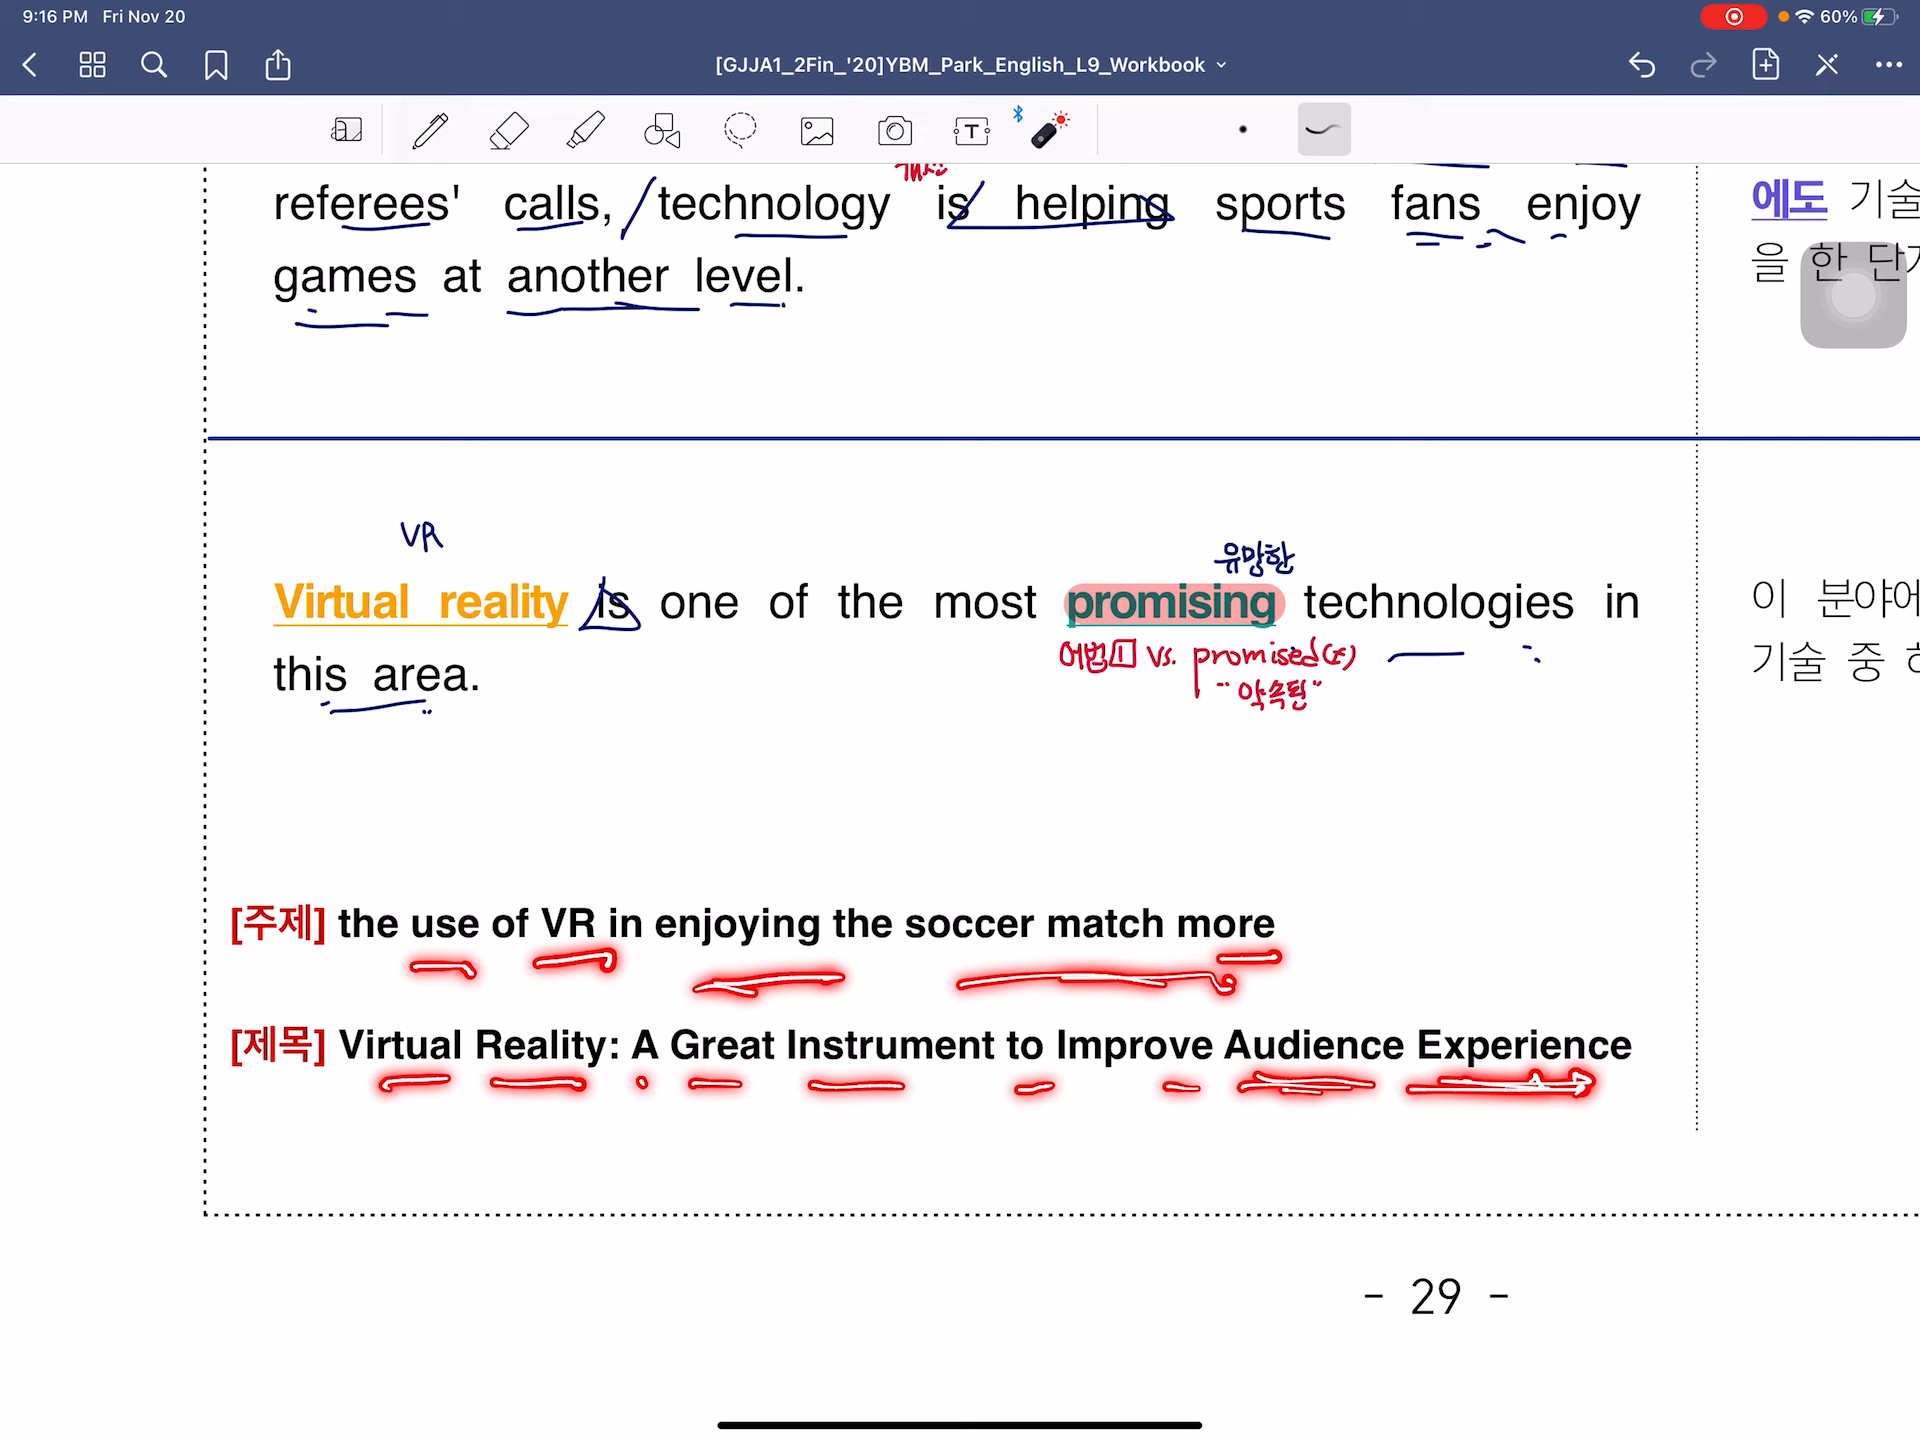 9:16 PM Fri Nov 20
60%
[GJJA1_2Fin_'20]YBM_Park_English_L9_Workbook
referees' calls, technology is helping sports fans enjoy
games at another level.
에도 기술
을 한 단
VR
유망한
Virtual reality is one of the most promising technologies in
어법1 vs. promised(x)
"약속된"
this area.
이 분야에
기술 중
[주제] the use of VR in enjoying the soccer match more
[제목] Virtual Reality: A Great Instrument to Improve Audience Experience
- 29 -